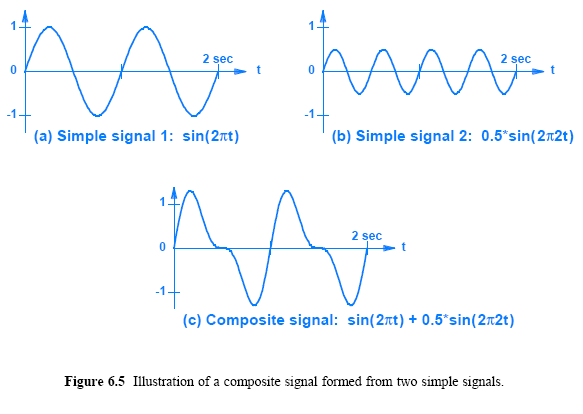 1
0
-1
2 sec
t
(a) Simple signal 1: sin(2πt)
1
0
-1
2 sec
t
(b) Simple signal 2: 0.5*sin(2π2t)
1
0
-1
2 sec
t
(c) Composite signal: sin(2πt) + 0.5*sin(2π2t)
Figure 6.5 Illustration of a composite signal formed from two simple signals.